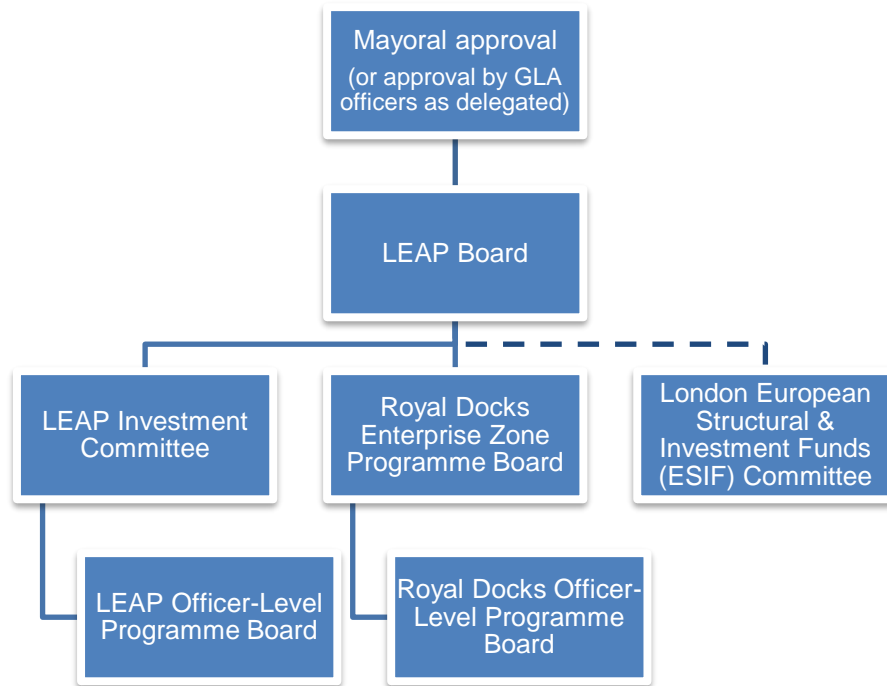 Mayoral approval
(or approval by GLA
officers as delegated)
LEAP Board
LEAP Investment
Committee
Royal Docks
Enterprise Zone
Programme Board
London European
Structural &
Investment Funds
(ESIF) Committee
LEAP Officer-Level
Programme Board
Royal Docks Officer-
Level Programme
Board